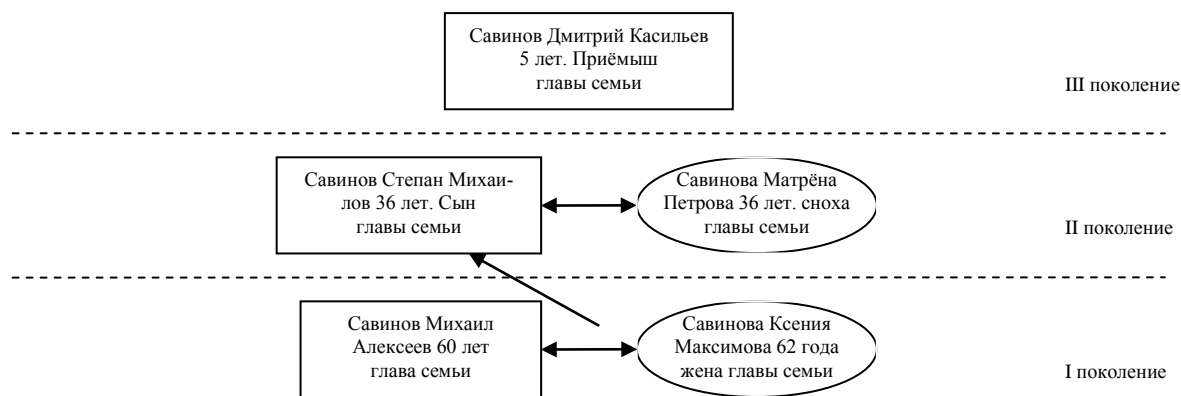 Савинов Дмитрий Касильев
5 лет. Приёмыш
главы семьи
III поколение
Савинов Степан Михаи-
лов 36 лет. Сын
главы семьи
Савинова Матрёна
Петрова 36 лет. сноха
главы семьи
II поколение
Савинов Михаил
Алексеев 60 лет
глава семьи
Савинова Ксения
Максимова 62 года
жена главы семьи
I поколение